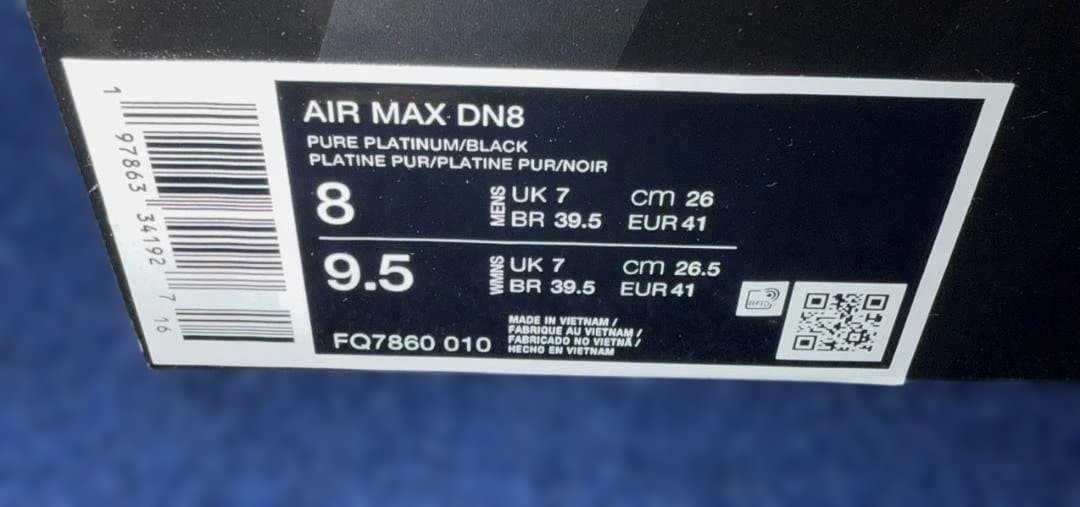 AIR MAX DN8
PURE PLATINUM/BLACK
PLATINE PUR/PLATINE PUR/NOIR
8
MENS
UK 7 cm 26
BR 39.5 EUR 41
9.5
WMNS
UK 7 cm 26.5
BR 39.5 EUR 41
FQ7860 010
MADE IN VIETNAM /
FABRIQUE AU VIETNAM /
FABRICADO NO VIETNÃ /
HECHO EN VIETNAM
RFID
1 97863 34192 7 16